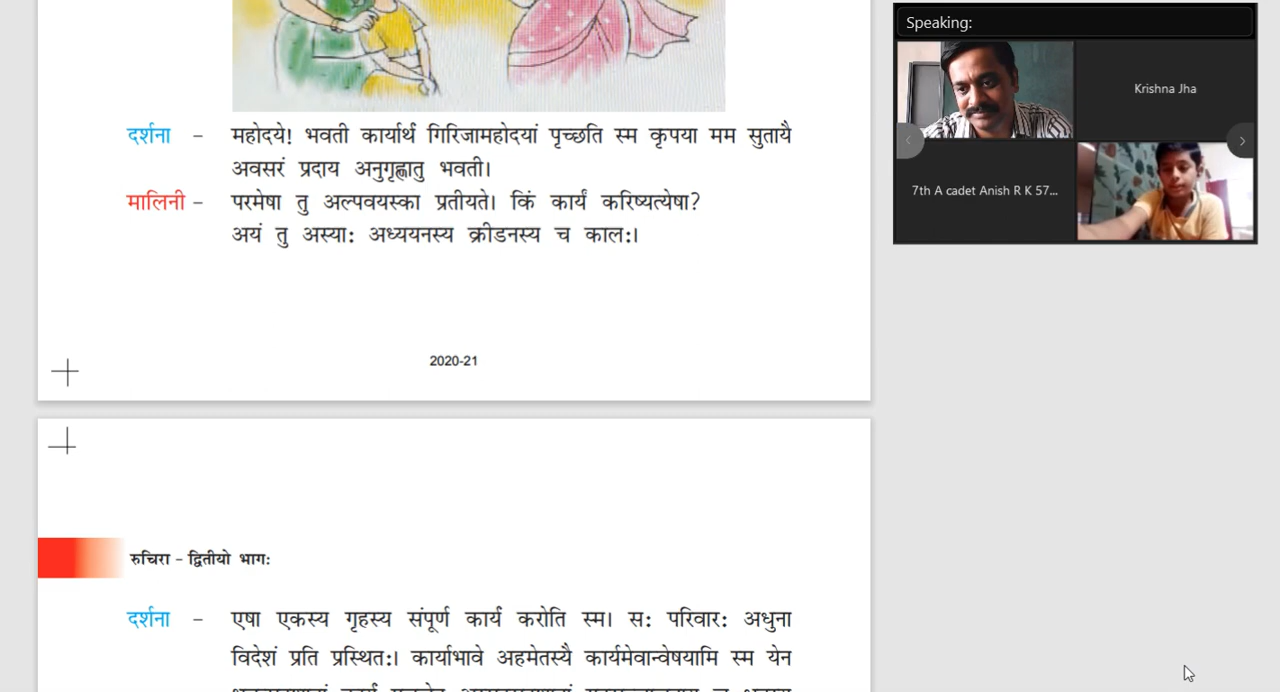 Speaking:
Krishna Jha
7th A cadet Anish R K 57...
दर्शना – महोदये! भवती कार्यार्थं गिरिजामहोदयां पृच्छति स्म कृपया मम सुतायै
अवसरं प्रदाय अनुगृह्णातु भवती।
मालिनी – परमेषा तु अल्पवयस्का प्रतीयते। किं कार्यं करिष्यत्येषा?
अयं तु अस्याः अध्ययनस्य क्रीडनस्य च कालः।
2020-21
रुचिरा - द्वितीयो भागः
दर्शना – एषा एकस्य गृहस्य संपूर्ण कार्यं करोति स्म। सः परिवारः अधुना
विदेशं प्रति प्रस्थितः। कार्याभावे अहमेतस्यै कार्यमेवान्वेषयामि स्म येन